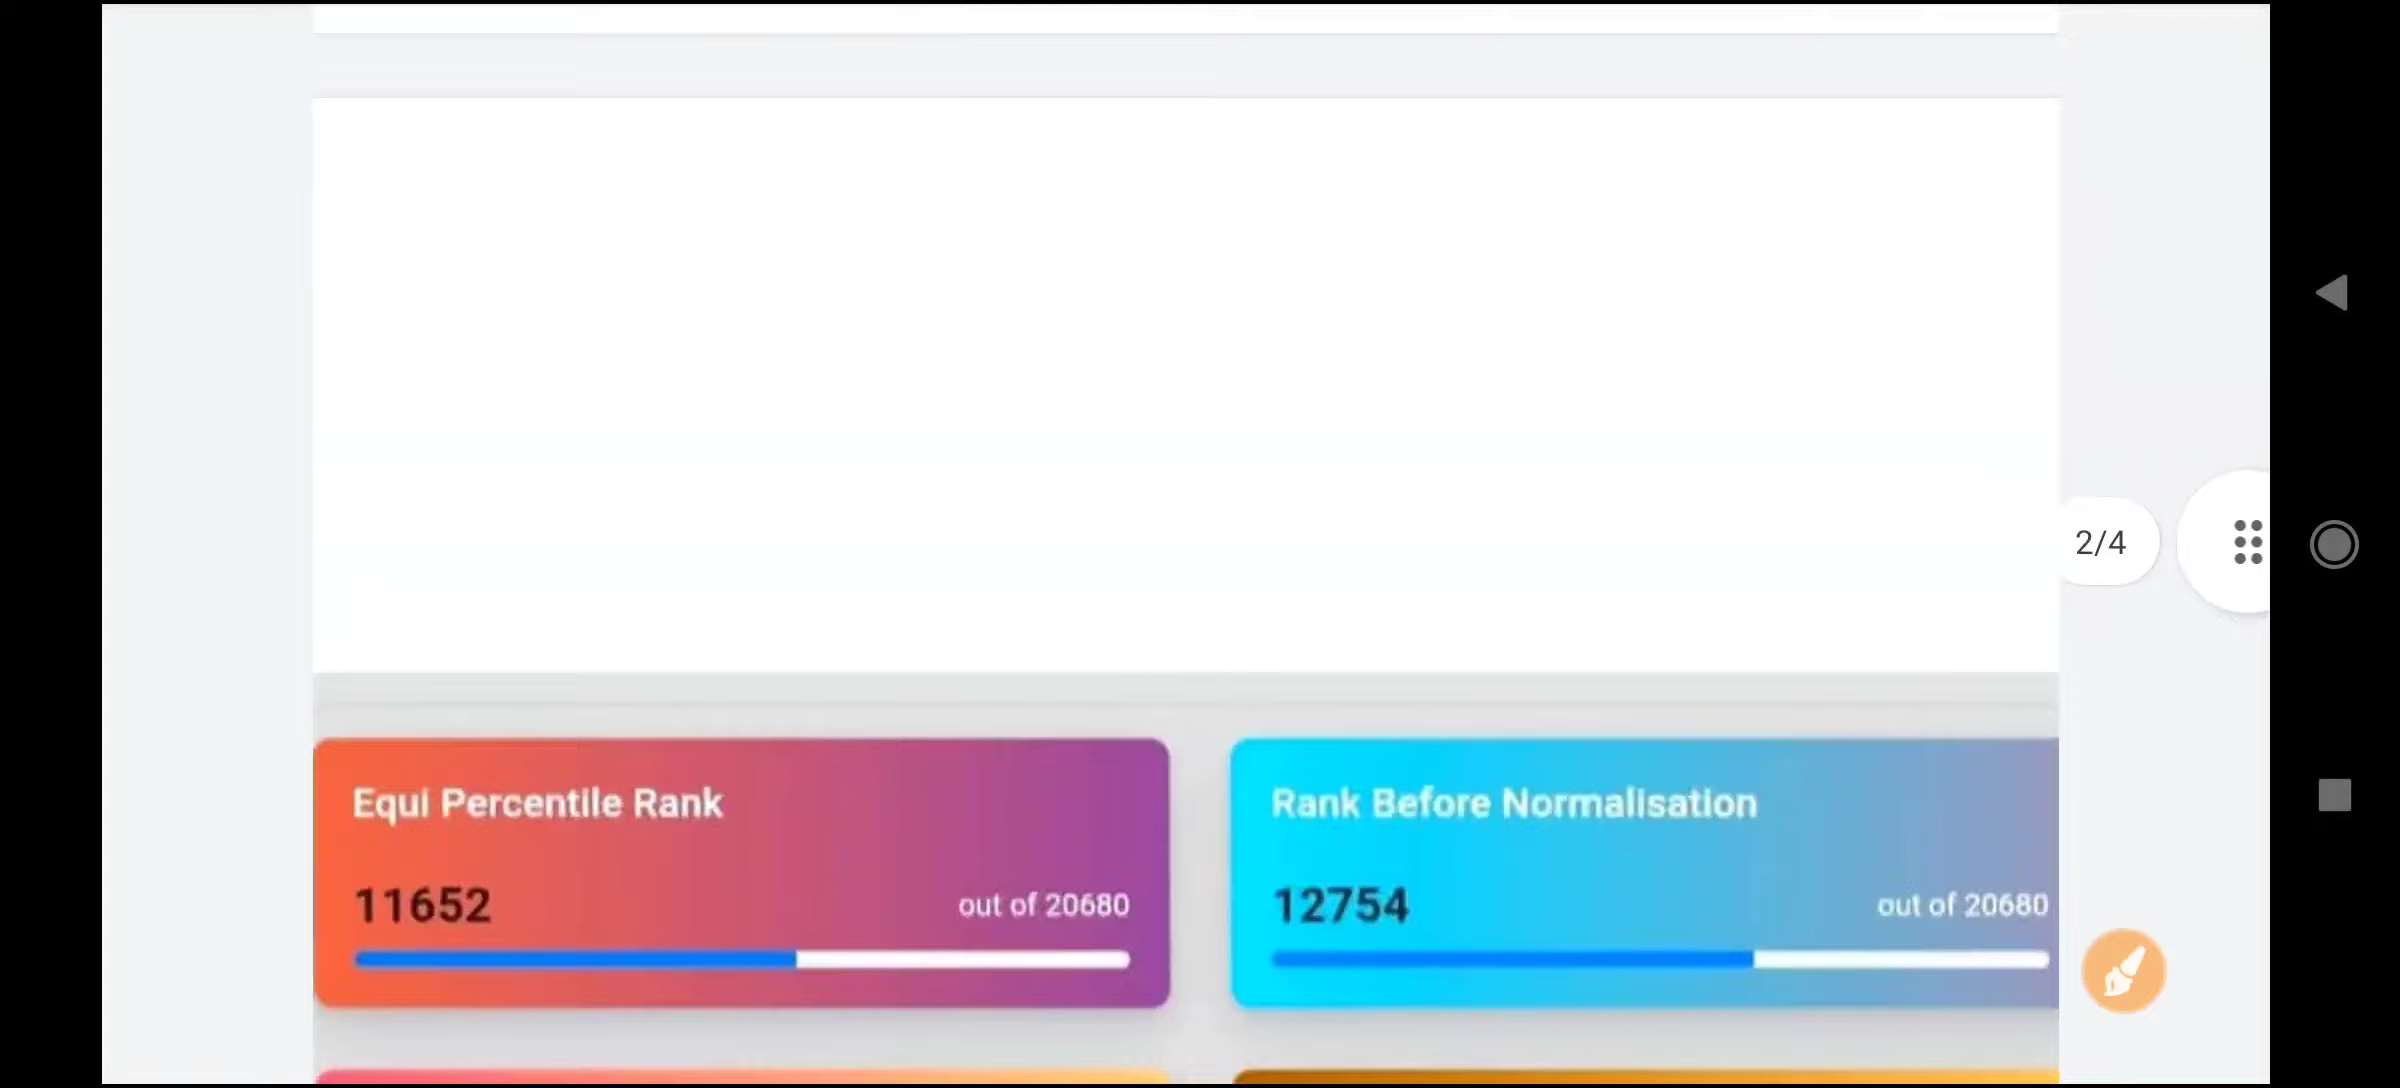 2/4
Equi Percentile Rank
11652
out of 20680
Rank Before Normalisation
12754
out of 20680